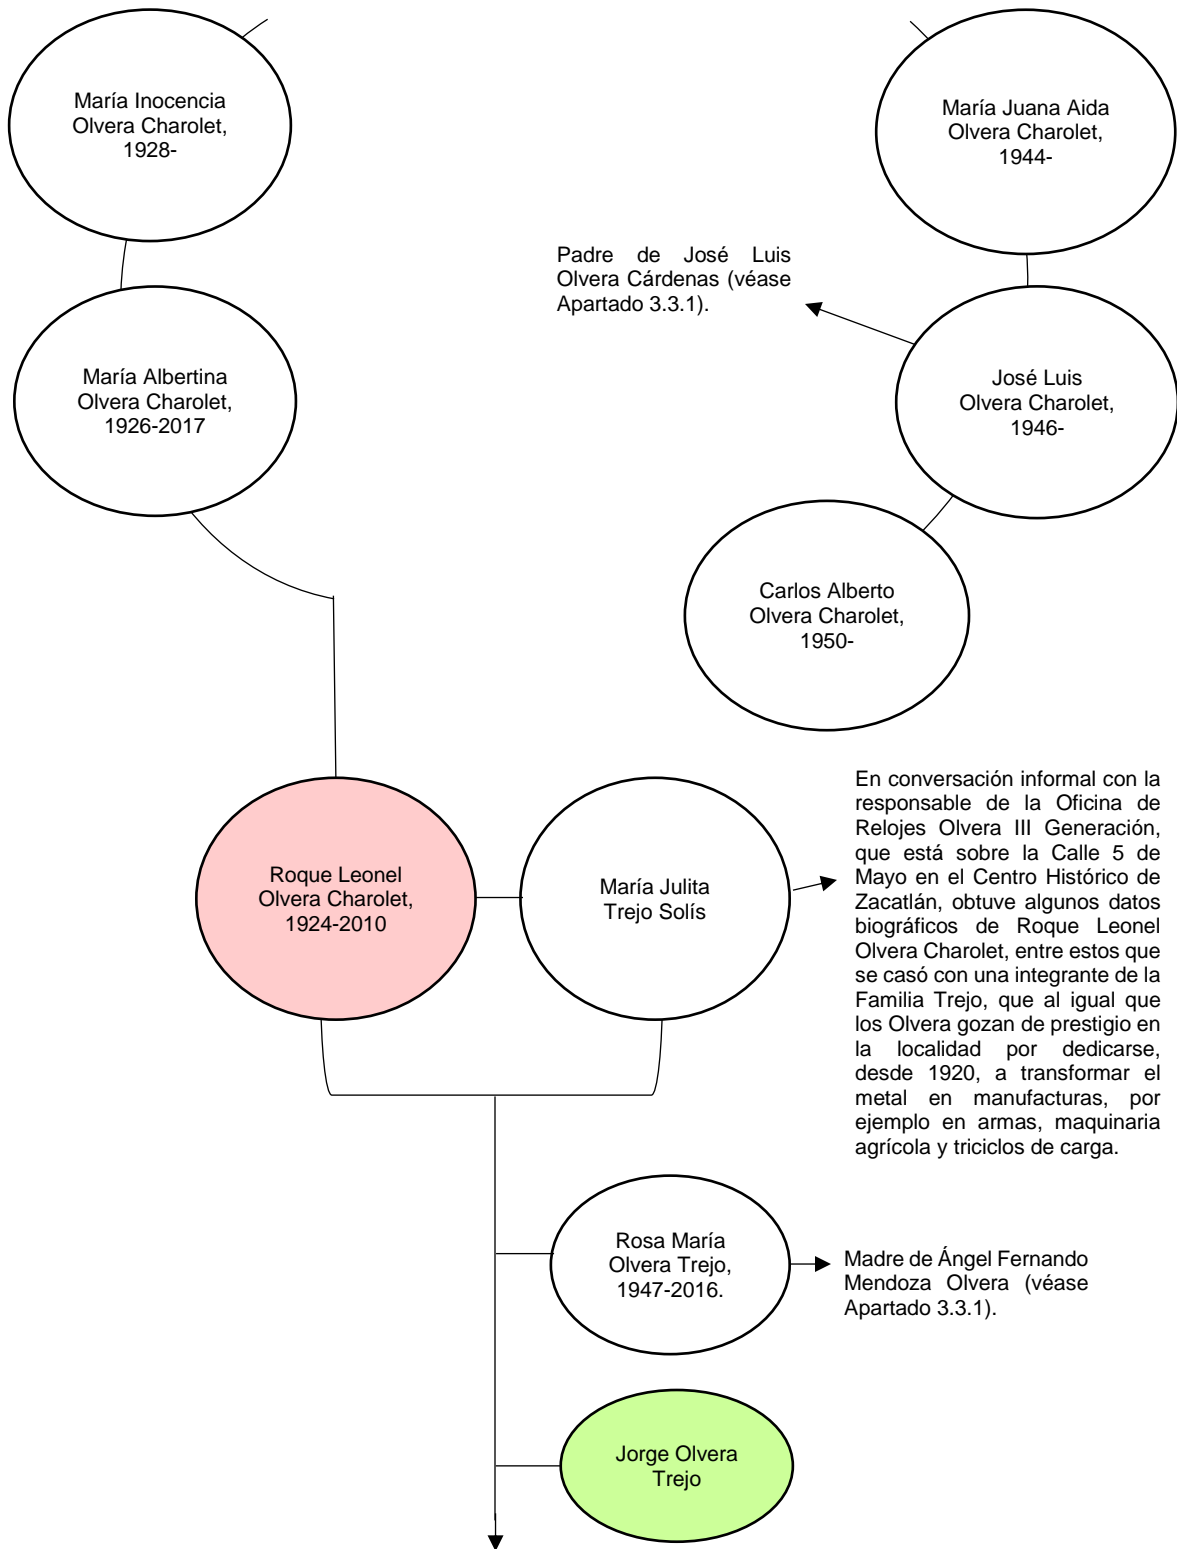 María Inocencia
Olvera Charolet,
1928-
María Juana Aida
Olvera Charolet,
1944-
Padre de José Luis
Olvera Cárdenas (véase
Apartado 3.3.1).
María Albertina
Olvera Charolet,
1926-2017
José Luis
Olvera Charolet,
1946-
Carlos Alberto
Olvera Charolet,
1950-
Roque Leonel
Olvera Charolet,
1924-2010
María Julita
Trejo Solís
En conversación informal con la
responsable de la Oficina de
Relojes Olvera III Generación,
que está sobre la Calle 5 de
Mayo en el Centro Histórico de
Zacatlán, obtuve algunos datos
biográficos de Roque Leonel
Olvera Charolet, entre estos que
se casó con una integrante de la
Familia Trejo, que al igual que
los Olvera gozan de prestigio en
la localidad por dedicarse,
desde 1920, a transformar el
metal en manufacturas, por
ejemplo en armas, maquinaria
agrícola y triciclos de carga.
Rosa María
Olvera Trejo,
1947-2016.
Madre de Ángel Fernando
Mendoza Olvera (véase
Apartado 3.3.1).
Jorge Olvera
Trejo